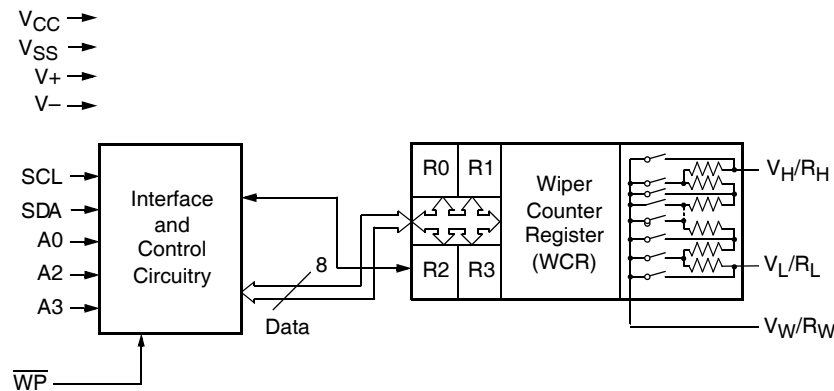 VCC
VSS
V+
V–
SCL
SDA
A0
A2
A3
WP
Interface
and
Control
Circuitry
8
Data
R0 R1
R2 R3
Wiper
Counter
Register
(WCR)
VH/RH
VL/RL
VW/RW